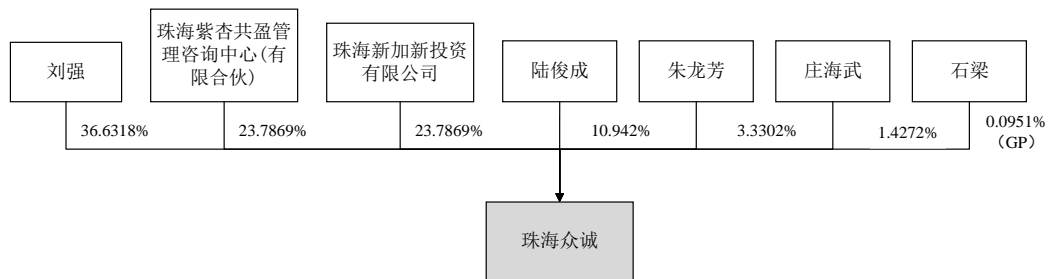 刘强
珠海紫杏共盈管
理咨询中心(有
限合伙)
珠海新加新投资
有限公司
陆俊成
朱龙芳
庄海武
石梁
36.6318%
23.7869%
23.7869%
10.942%
3.3302%
1.4272%
0.0951%
（GP）
珠海众诚